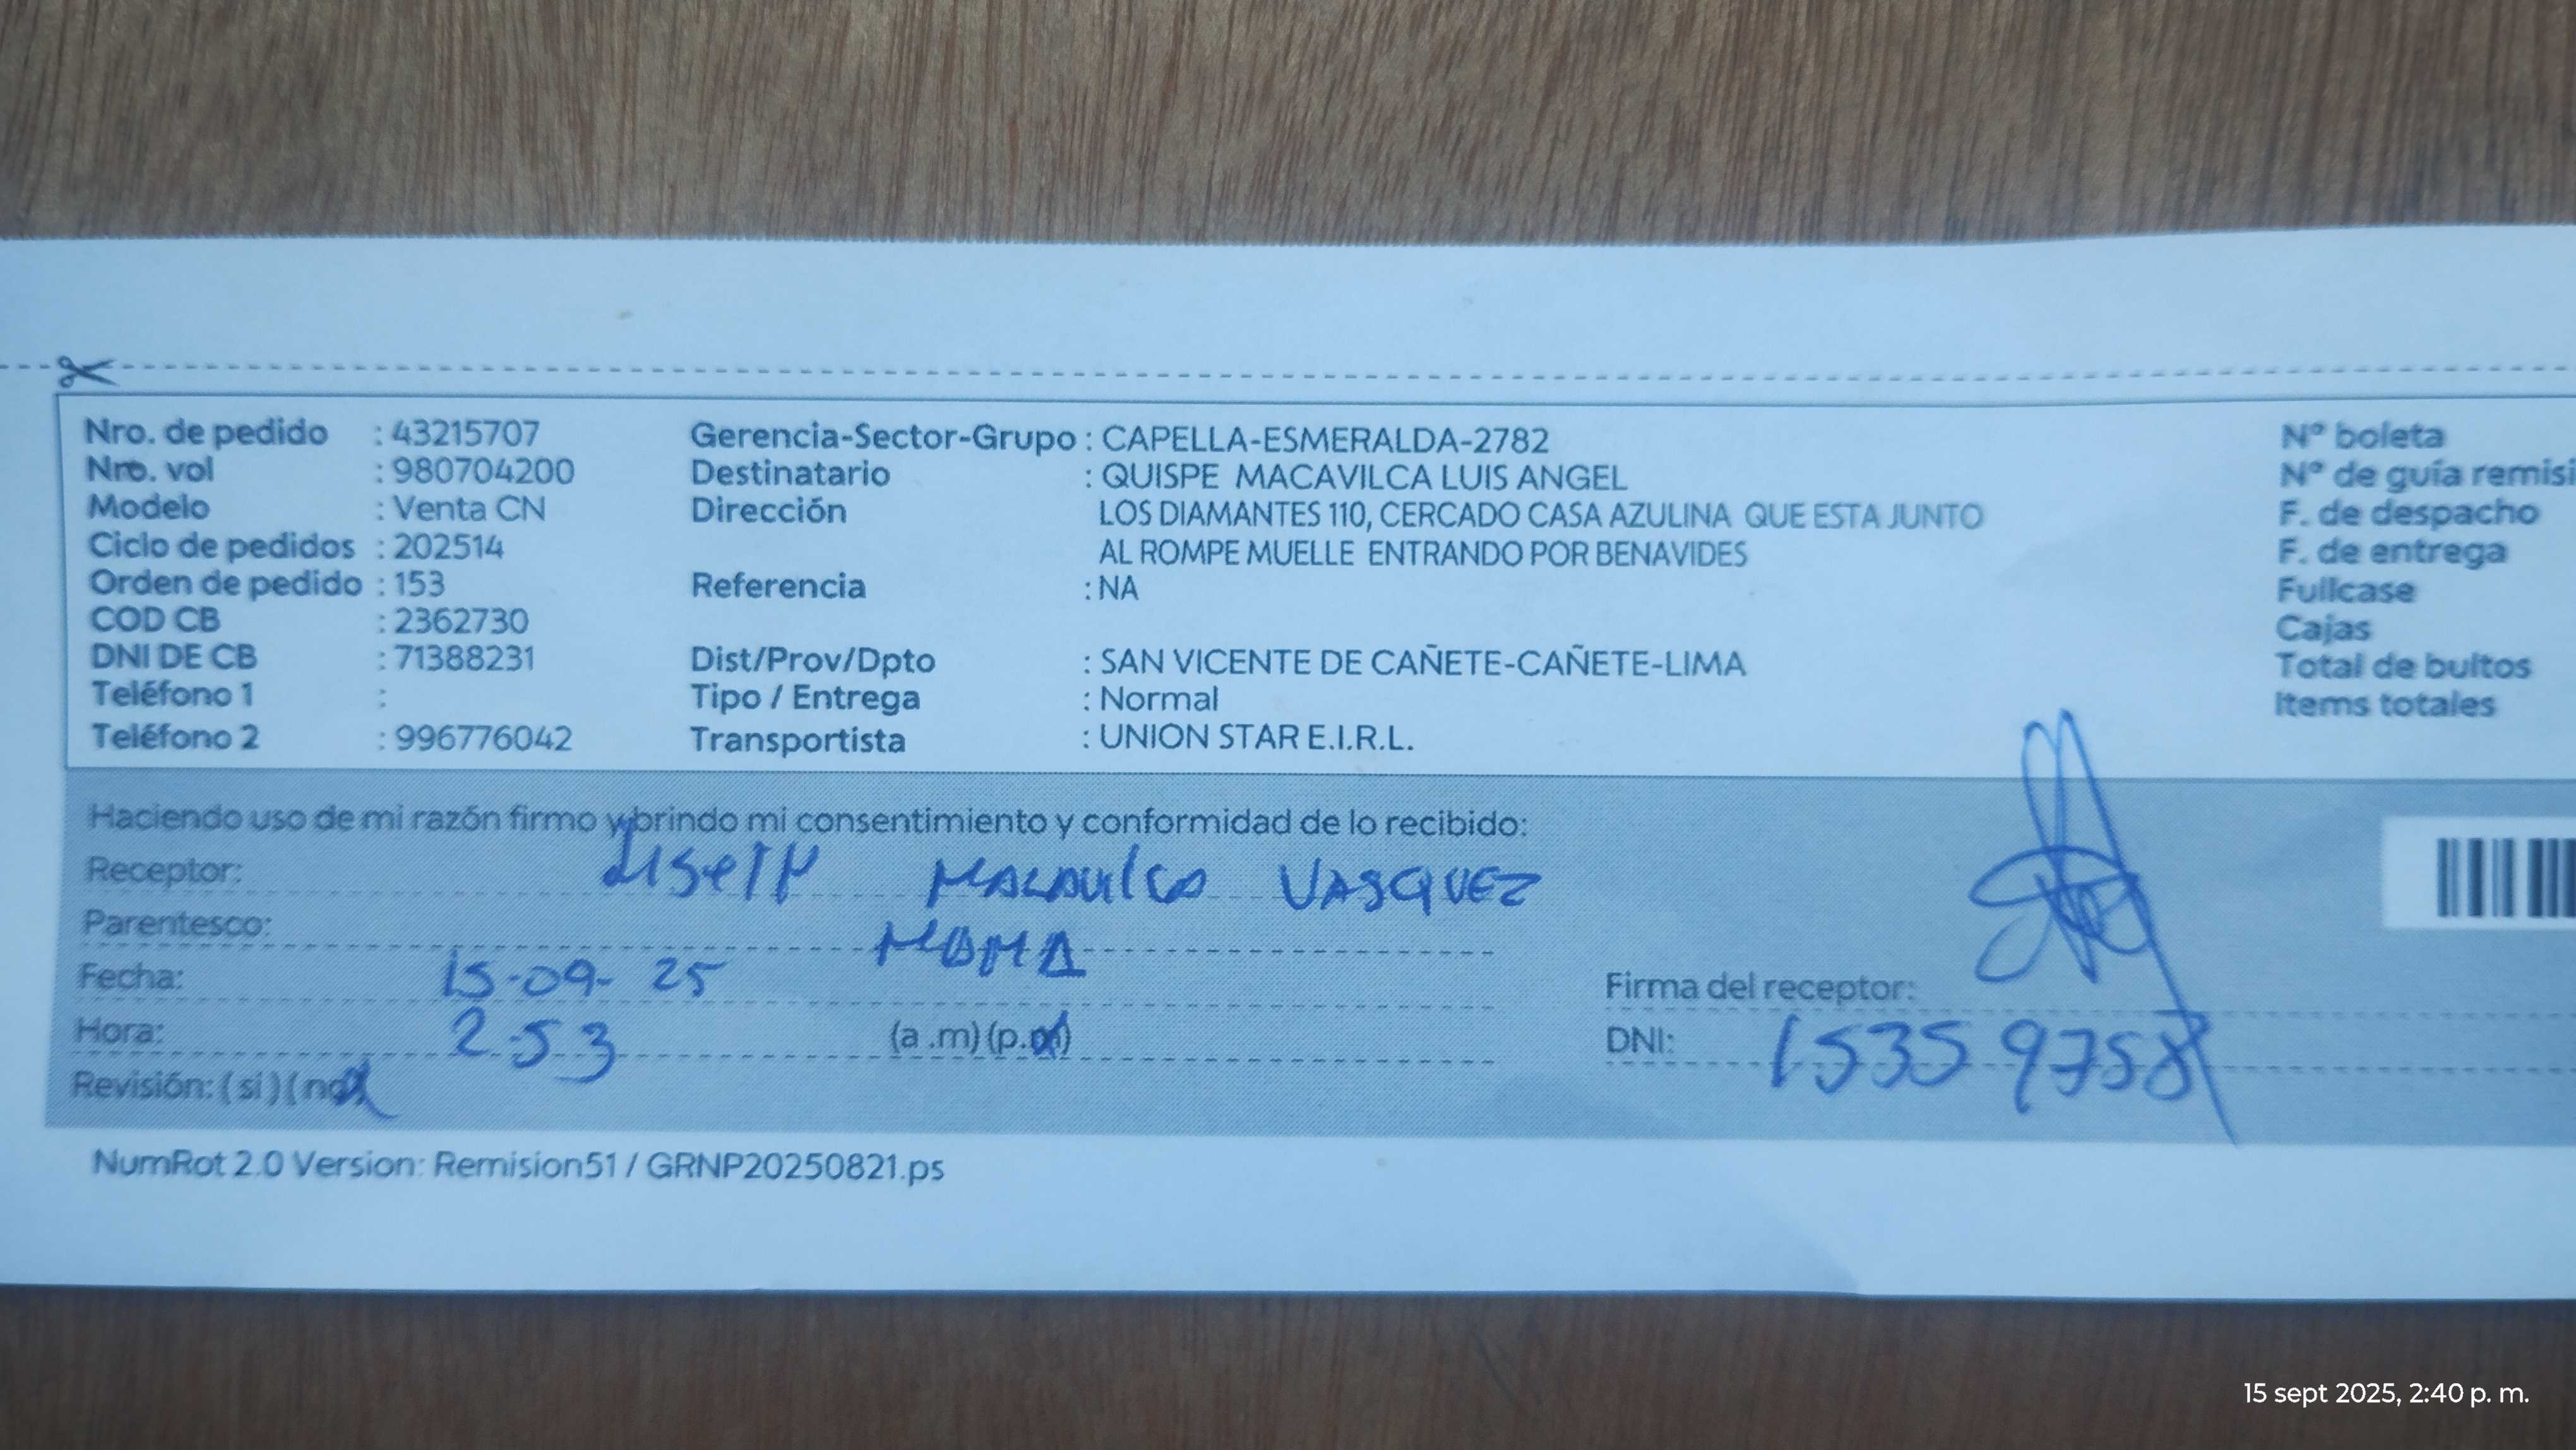 Nro. de pedido : 43215707 Gerencia-Sector-Grupo : CAPELLA-ESMERALDA-2782 Nº boleta
Nro. vol : 980704200 Destinatario : QUISPE MACAVILCA LUIS ANGEL Nº de guía remisi
Modelo : Venta CN Dirección LOS DIAMANTES 110, CERCADO CASA AZULINA QUE ESTA JUNTO F. de despacho
Ciclo de pedidos : 202514 AL ROMPE MUELLE ENTRANDO POR BENAVIDES F. de entrega
Orden de pedido : 153 Referencia : NA Fullcase
COD CB : 2362730 Cajas
DNI DE CB : 71388231 Dist/Prov/Dpto : SAN VICENTE DE CAÑETE-CAÑETE-LIMA Total de bultos
Teléfono 1 : Tipo / Entrega : Normal Items totales
Teléfono 2 : 996776042 Transportista : UNION STAR E.I.R.L.
Haciendo uso de mi razón firmo y brindo mi consentimiento y conformidad de lo recibido:
Receptor: VASQUEZ
Parentesco: MAMA
Fecha: 15-09-25 Firma del receptor:
Hora: 2-53 (a.m)(p.m) DNI: 15359758
Revisión: (si)(no)
NumRot 2.0 Version: Remision51 / GRNP20250821.ps
15 sept 2025, 2:40 p. m.